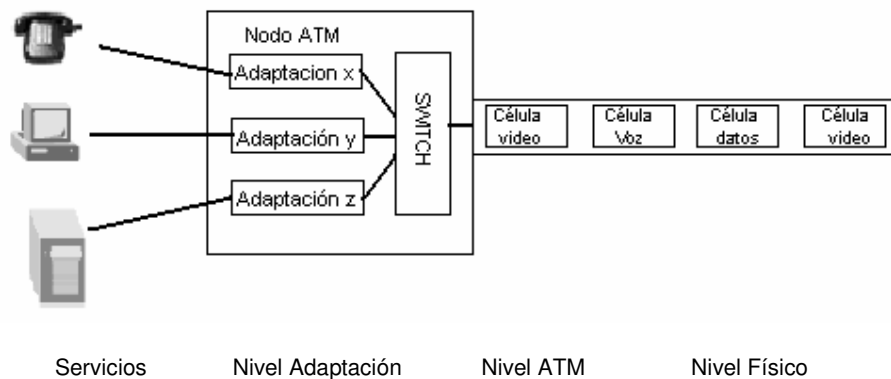 Nodo ATM
Adaptacion x
Adaptación y
Adaptación z
SWITCH
Célula
video
Célula
Voz
Célula
datos
Célula
video
Servicios
Nivel Adaptación
Nivel ATM
Nivel Físico